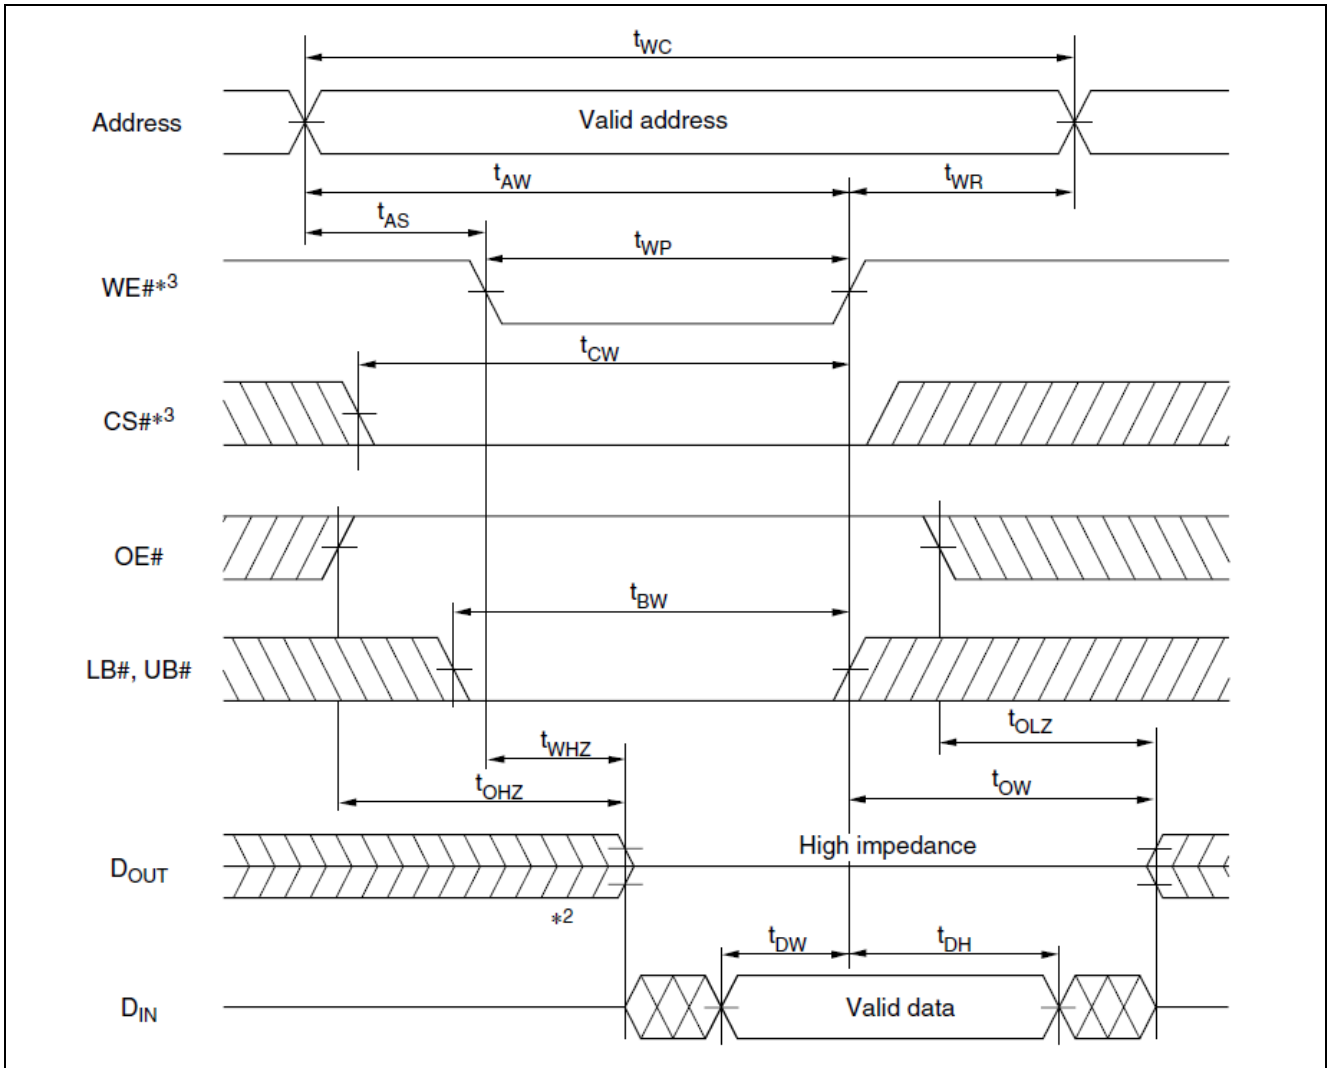 tWC
Address
Valid address
tAW
tWR
tAS
tWP
WE#*3
tCW
CS#*3
OE#
tBW
LB#, UB#
tOLZ
tWHZ
tOW
tOHZ
High impedance
DOUT
*2
tDW
tDH
DIN
Valid data